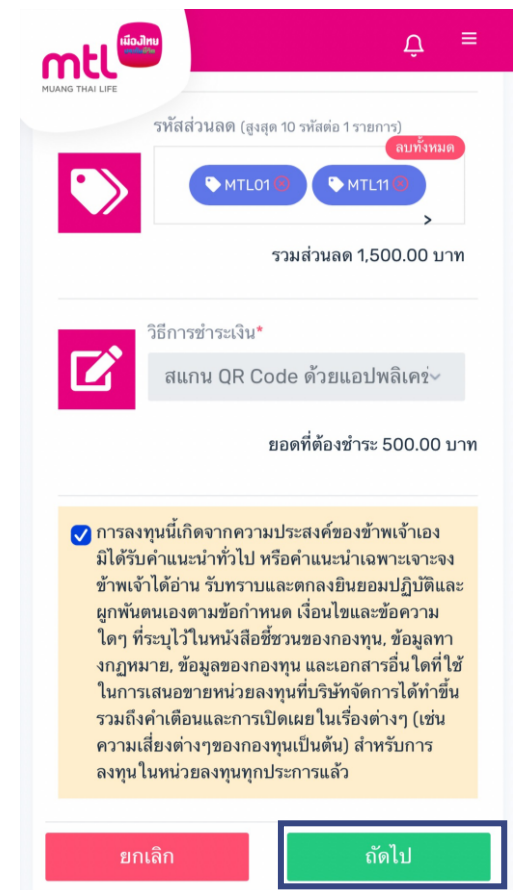 เมืองไทย
mtl
MUANG THAI LIFE
รหัสส่วนลด (สูงสุด 10 รหัสต่อ 1 รายการ)
ลบทั้งหมด
MTL01 MTL11
รวมส่วนลด 1,500.00 บาท
วิธีการชำระเงิน*
สแกน QR Code ด้วยแอปพลิเคช่
ยอดที่ต้องชำระ 500.00 บาท
การลงทุนนี้เกิดจากความประสงค์ของข้าพเจ้าเอง
มิได้รับคำแนะนำทั่วไป หรือคำแนะนำเฉพาะเจาะจง
ข้าพเจ้าได้อ่าน รับทราบและตกลงยินยอมปฏิบัติและ
ผูกพันตนเองตามข้อกำหนด เงื่อนไขและข้อความ
ใดๆ ที่ระบุไว้ในหนังสือชี้ชวนของกองทุน, ข้อมูลทา
งกฎหมาย, ข้อมูลของกองทุน และเอกสารอื่นใดที่ใช้
ในการเสนอขายหน่วยลงทุนที่บริษัทจัดการได้ทำขึ้น
รวมถึงคำเตือนและการเปิดเผยในเรื่องต่างๆ (เช่น
ความเสี่ยงต่างๆของกองทุนเป็นต้น) สำหรับการ
ลงทุนในหน่วยลงทุนทุกประการแล้ว
ยกเลิก ถัดไป